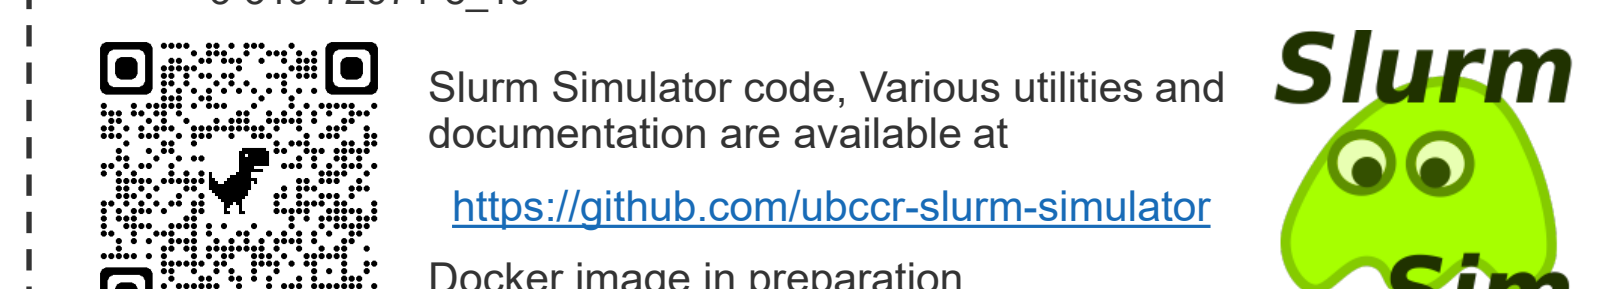 Slurm Simulator code, Various utilities and
documentation are available at
https://github.com/ubccr-slurm-simulator
Docker image in preparation
Slurm
Sim